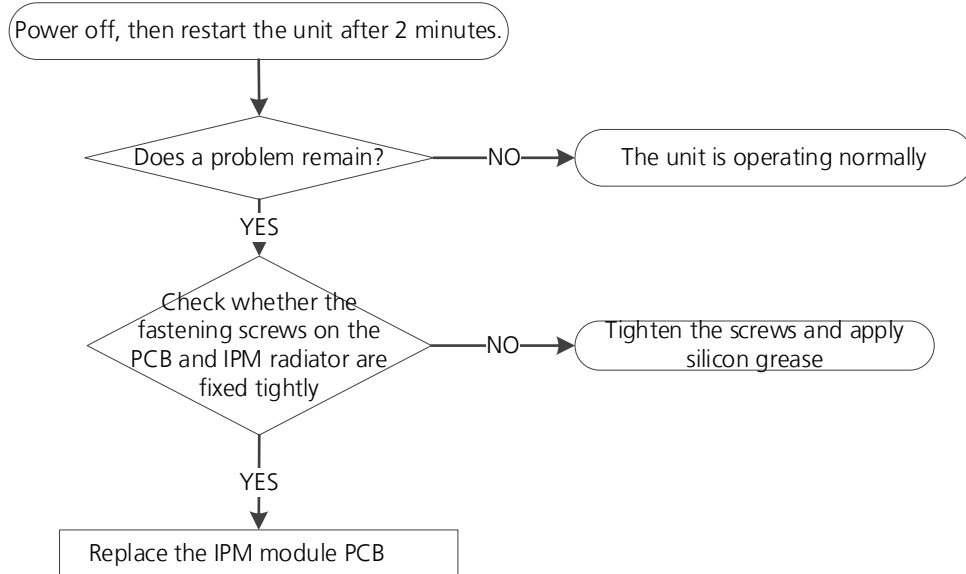 Power off, then restart the unit after 2 minutes.
Does a problem remain?
NO
The unit is operating normally
YES
Check whether the
fastening screws on the
PCB and IPM radiator are
fixed tightly
NO
Tighten the screws and apply
silicon grease
YES
Replace the IPM module PCB